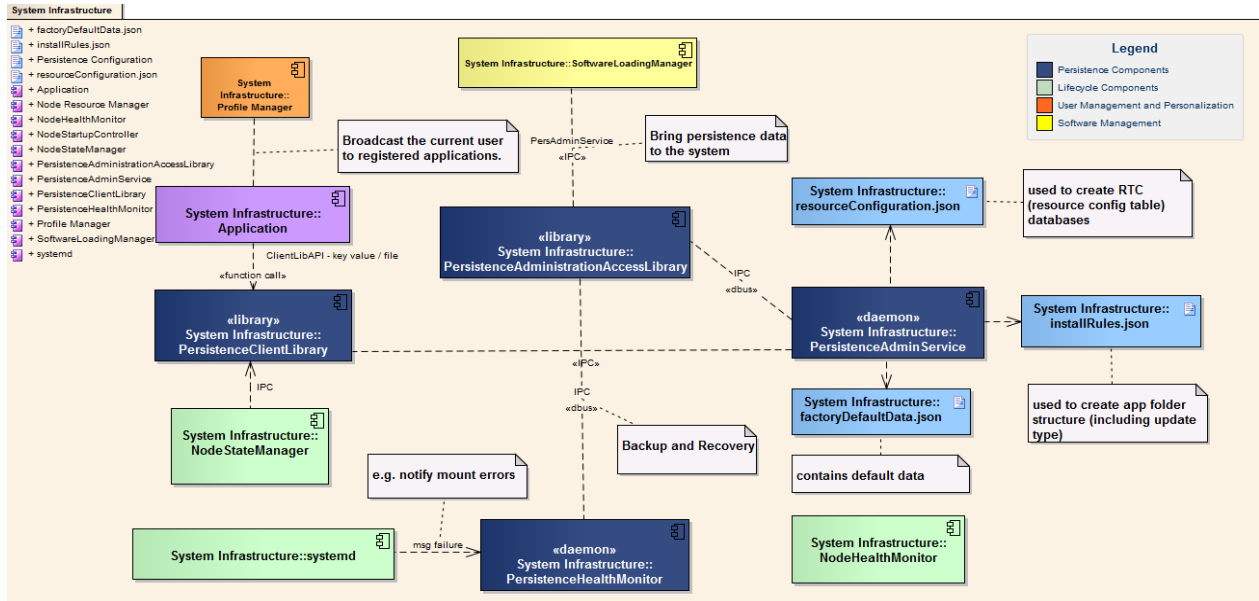 System Infrastructure
+ factoryDefaultData.json
+ installRules.json
+ Persistence Configuration
+ resourceConfiguration.json
+ Application
+ Node Resource Manager
+ NodeHealthMonitor
+ NodeStartupController
+ NodeStateManager
+ PersistenceAdministrationAccessLibrary
+ PersistenceAdminService
+ PersistenceClientLibrary
+ PersistenceHealthMonitor
+ Profile Manager
+ SoftwareLoadingManager
+ systemd
System
Infrastructure::
Profile Manager
System Infrastructure::SoftwareLoadingManager
Legend
Persistence Components
Lifecycle Components
User Management and Personalization
Software Management
Broadcast the current user
to registered applications.
PersAdminService
«IPC»
Bring persistence data
to the system
System Infrastructure::
Application
System Infrastructure::
resourceConfiguration.json
used to create RTC
(resource config table)
databases
ClientLibAPI - key value / file
«function call»
«library»
System Infrastructure::
PersistenceAdministrationAccessLibrary
IPC
«dbus»
«library»
System Infrastructure::
PersistenceClientLibrary
«daemon»
System Infrastructure::
PersistenceAdminService
System Infrastructure::
installRules.json
«IPC»
IPC
IPC
«dbus»
System Infrastructure::
factoryDefaultData.json
used to create app folder
structure (including update
type)
System Infrastructure::
NodeStateManager
Backup and Recovery
e.g. notify mount errors
contains default data
System Infrastructure::systemd
msg failure
«daemon»
System Infrastructure::
PersistenceHealthMonitor
System Infrastructure::
NodeHealthMonitor